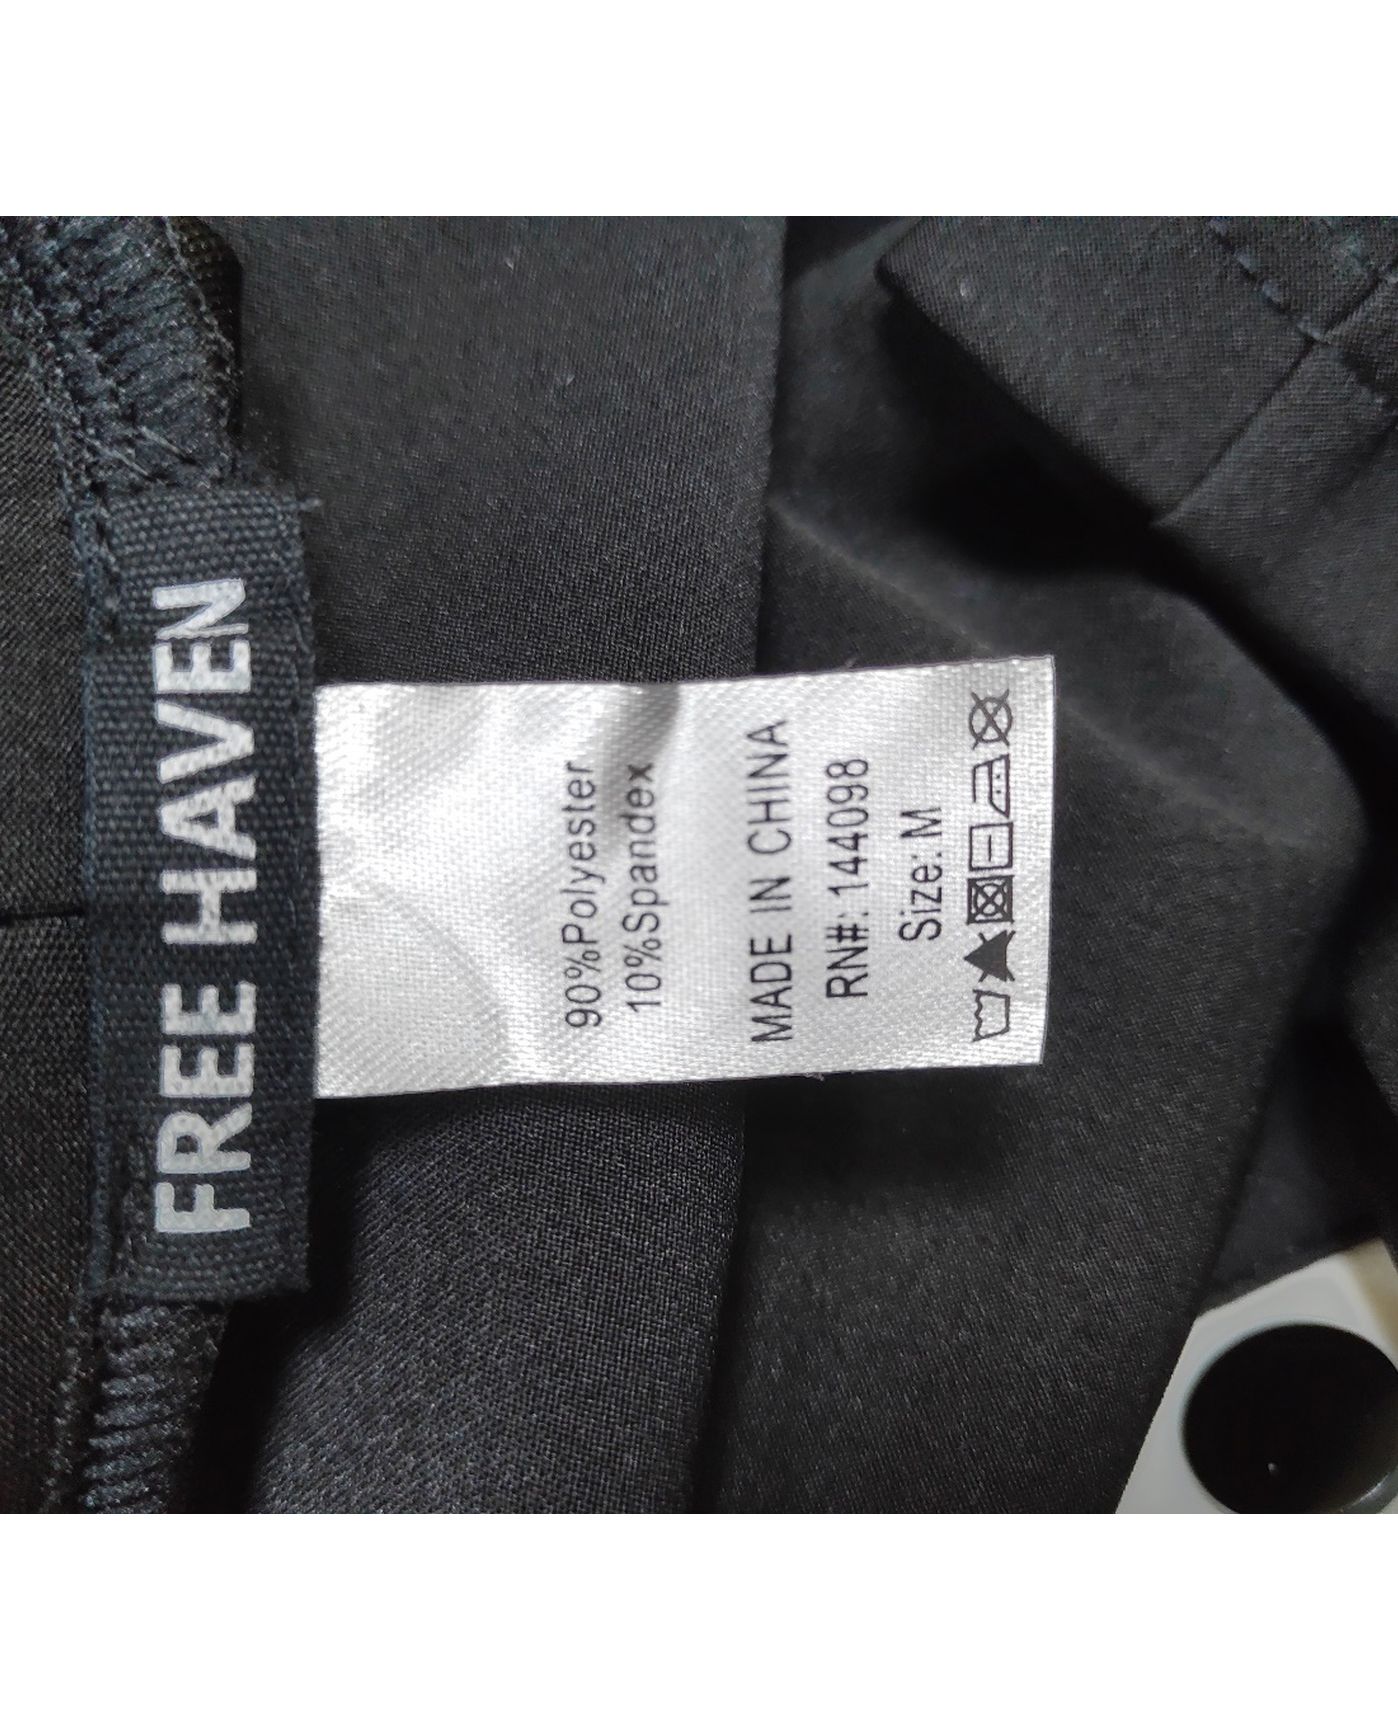 FREE HAVEN
90%Polyester
10%Spandex
MADE IN CHINA
RN#: 144098
Size: M